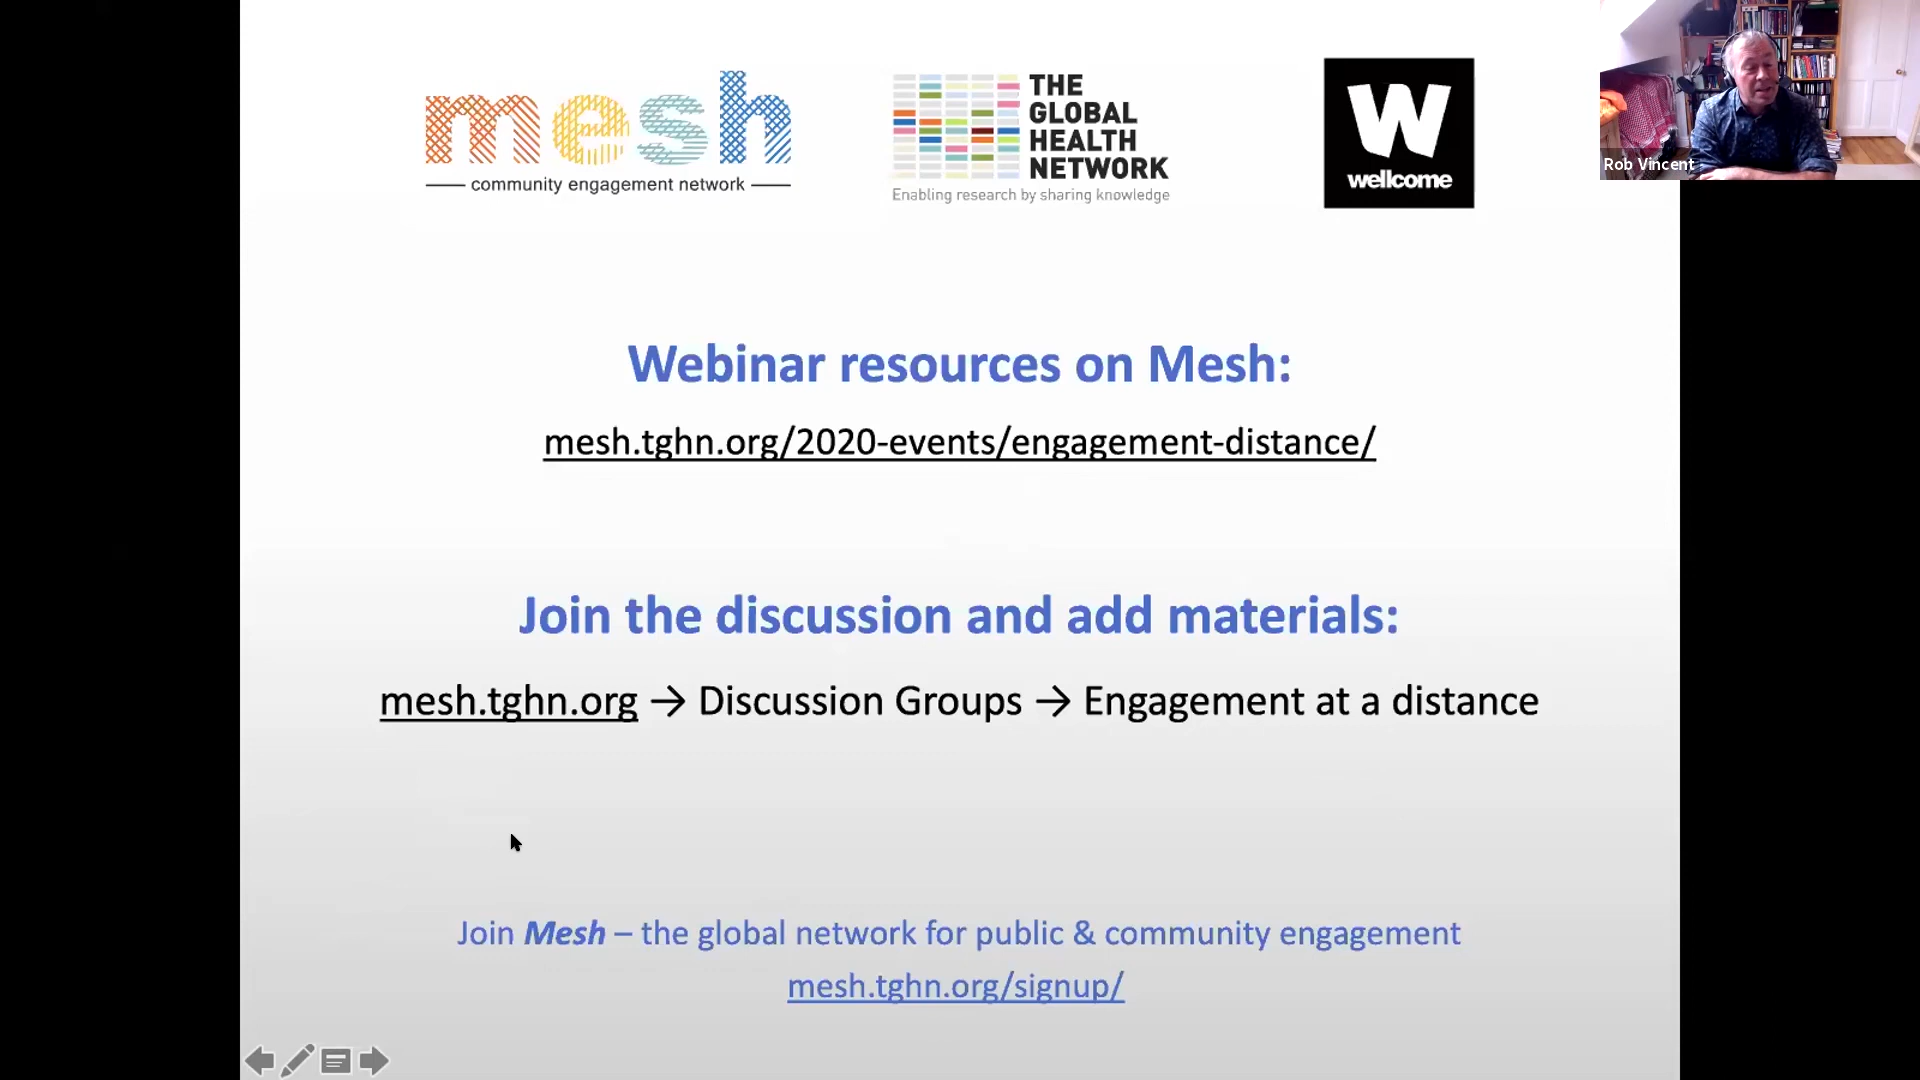 mesh
community engagement network
THE
GLOBAL
HEALTH
NETWORK
Enabling research by sharing knowledge
W
wellcome
Rob Vincent
Webinar resources on Mesh:
mesh.tghn.org/2020-events/engagement-distance/
Join the discussion and add materials:
mesh.tghn.org → Discussion Groups → Engagement at a distance
Join Mesh – the global network for public & community engagement
mesh.tghn.org/signup/